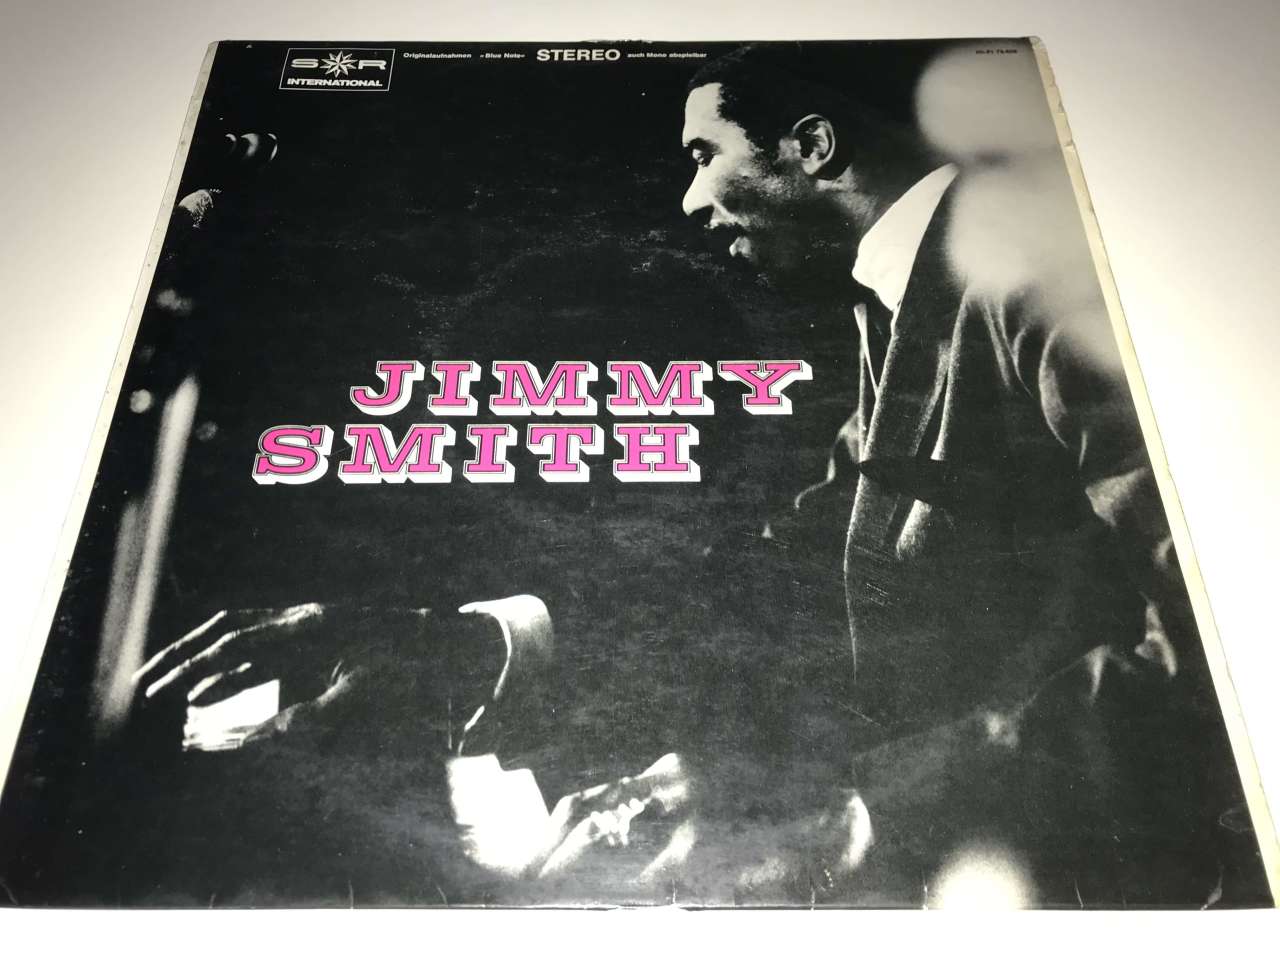 S R
INTERNATIONAL
Originalaufnahmen »Blue Note« STEREO auch Mono abspielbar
JIMMY
SMITH